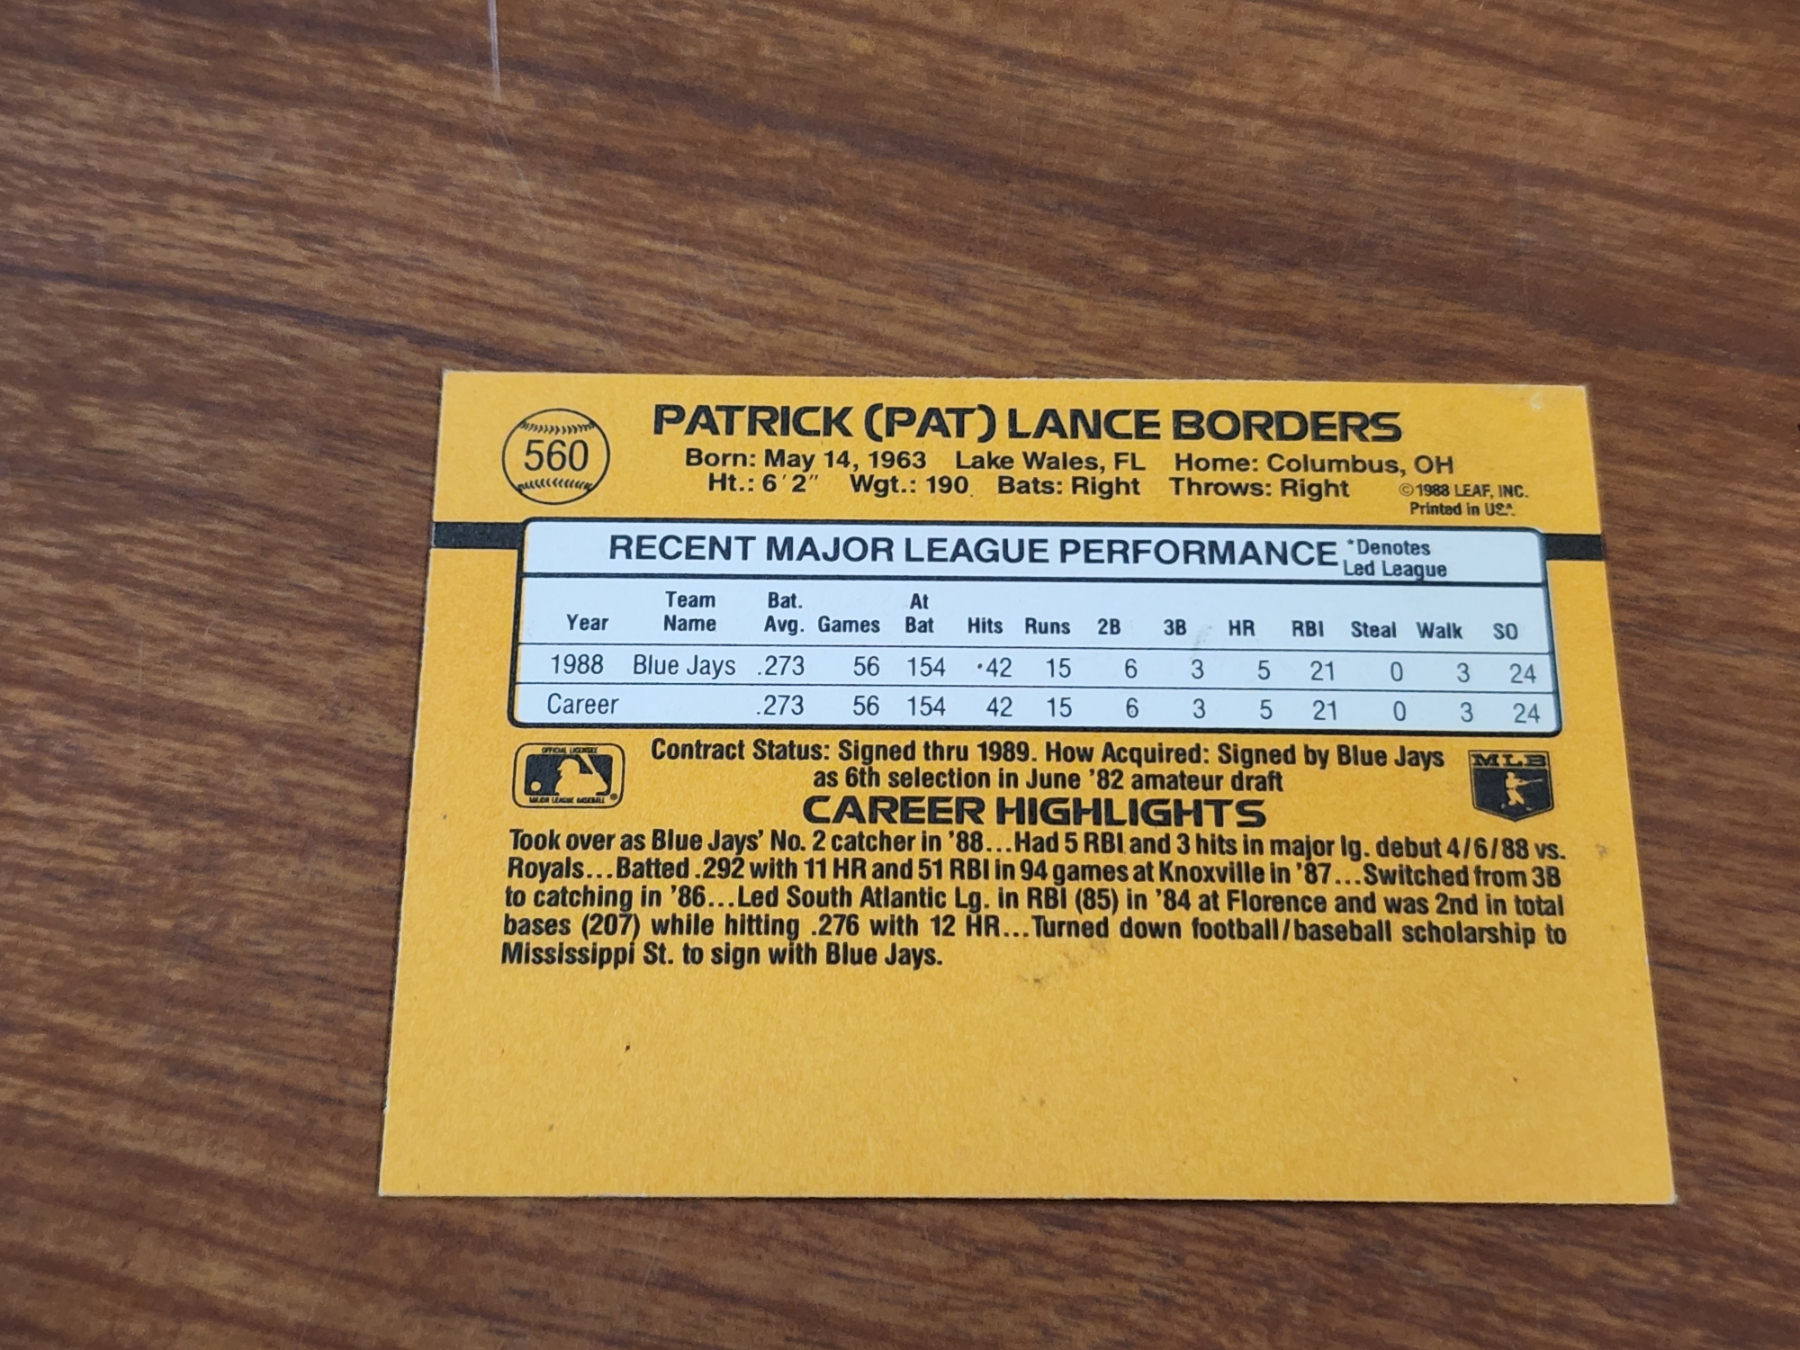 560
PATRICK (PAT) LANCE BORDERS
Born: May 14, 1963 Lake Wales, FL Home: Columbus, OH
Ht.: 6'2" Wgt.: 190 Bats: Right Throws: Right ©1988 LEAF, INC.
Printed in USA.
RECENT MAJOR LEAGUE PERFORMANCE *Denotes
Led League
Year Team Name Bat. Avg. Games At Bat Hits Runs 2B 3B HR RBI Steal Walk SO
1988 Blue Jays .273 56 154 ·42 15 6 3 5 21 0 3 24
Career .273 56 154 42 15 6 3 5 21 0 3 24
OFFICIAL LICENSEE
MAJOR LEAGUE BASEBALL ®
Contract Status: Signed thru 1989. How Acquired: Signed by Blue Jays
as 6th selection in June '82 amateur draft
MLB
CAREER HIGHLIGHTS
Took over as Blue Jays' No. 2 catcher in '88...Had 5 RBI and 3 hits in major lg. debut 4/6/88 vs.
Royals...Batted .292 with 11 HR and 51 RBI in 94 games at Knoxville in '87...Switched from 3B
to catching in '86...Led South Atlantic Lg. in RBI (85) in '84 at Florence and was 2nd in total
bases (207) while hitting .276 with 12 HR...Turned down football/baseball scholarship to
Mississippi St. to sign with Blue Jays.